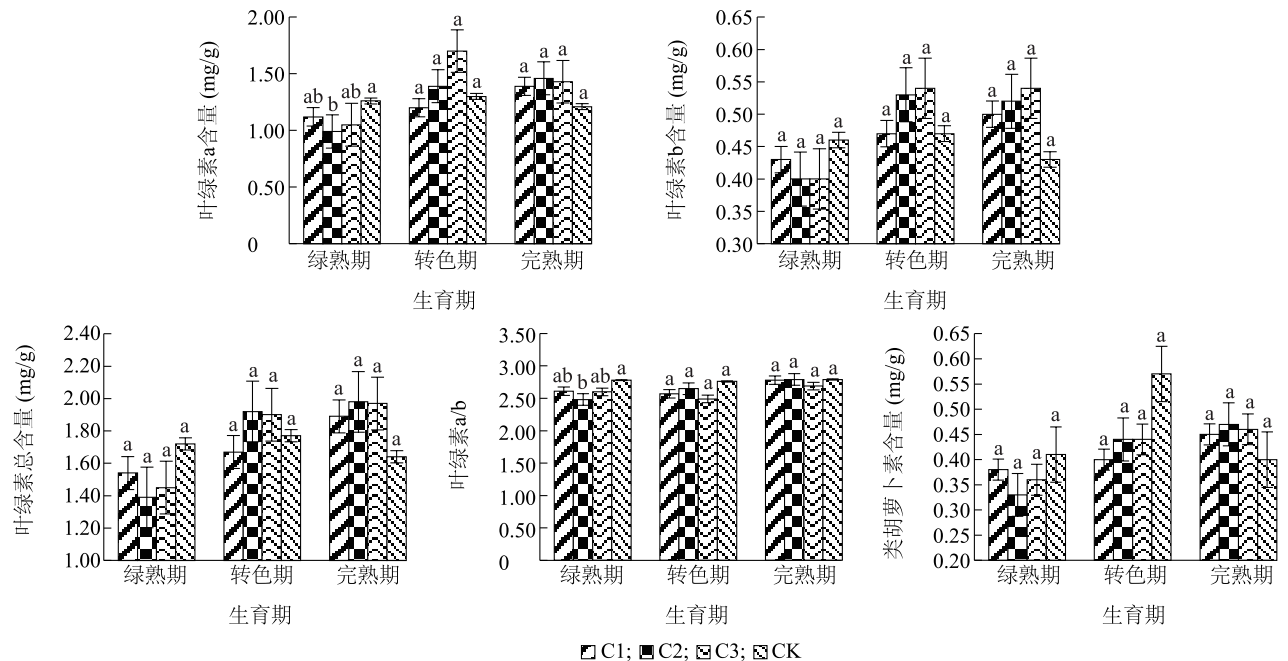 叶绿素a含量 (mg/g)
2.00
1.50
1.00
0.50
0
ab b ab a
a a a a
a a a a
绿熟期 转色期 完熟期
生育期
叶绿素b含量 (mg/g)
0.65
0.60
0.55
0.50
0.45
0.40
0.35
0.30
a a a a
a a a a
a a a a
绿熟期 转色期 完熟期
生育期
叶绿素总含量 (mg/g)
2.40
2.20
2.00
1.80
1.60
1.40
1.20
1.00
a a a a
a a a a
a a a a
绿熟期 转色期 完熟期
生育期
叶绿素a/b
3.50
3.00
2.50
2.00
1.50
1.00
0.50
0
ab b ab a
a a a a
a a a a
绿熟期 转色期 完熟期
生育期
类胡萝卜素含量 (mg/g)
0.65
0.60
0.55
0.50
0.45
0.40
0.35
0.30
0.25
0.20
a a a a
a a a a
a a a a
绿熟期 转色期 完熟期
生育期
C1; C2; C3; CK